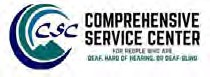 CSC
COMPREHENSIVE
SERVICE CENTER
FOR PEOPLE WHO ARE
DEAF, HARD OF HEARING, OR DEAF-BLIND